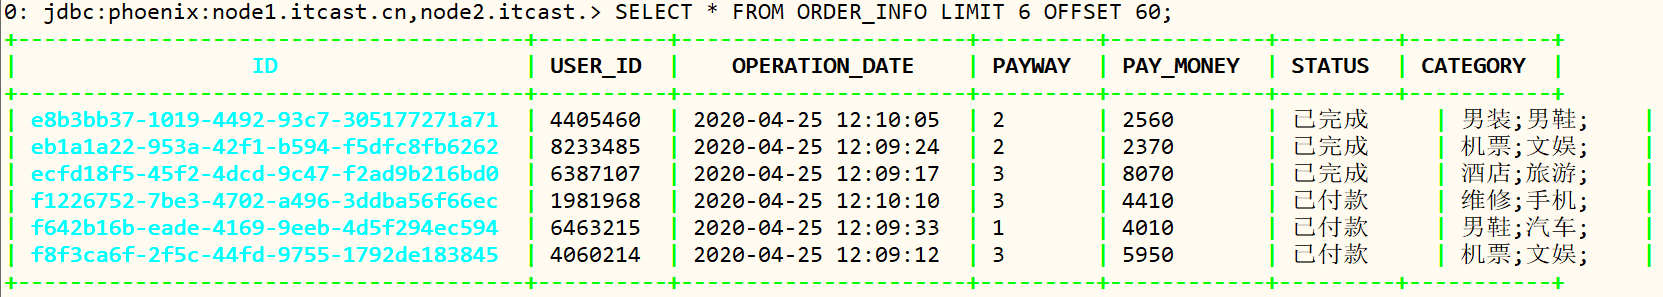 0: jdbc:phoenix:node1.itcast.cn,node2.itcast.> SELECT * FROM ORDER_INFO LIMIT 6 OFFSET 60;
+---------------------------------------+----------+----------------------+---------+------------+---------+-----------+
| ID | USER_ID | OPERATION_DATE | PAYWAY | PAY_MONEY | STATUS | CATEGORY |
+---------------------------------------+----------+----------------------+---------+------------+---------+-----------+
| e8b3bb37-1019-4492-93c7-305177271a71 | 4405460 | 2020-04-25 12:10:05 | 2 | 2560 | 已完成 | 男装;男鞋; |
| eb1a1a22-953a-42f1-b594-f5dfc8fb6262 | 8233485 | 2020-04-25 12:09:24 | 2 | 2370 | 已完成 | 机票;文娱; |
| ecfd18f5-45f2-4dcd-9c47-f2ad9b216bd0 | 6387107 | 2020-04-25 12:09:17 | 3 | 8070 | 已完成 | 酒店;旅游; |
| f1226752-7be3-4702-a496-3ddba56f66ec | 1981968 | 2020-04-25 12:10:10 | 3 | 4410 | 已付款 | 维修;手机; |
| f642b16b-eade-4169-9eeb-4d5f294ec594 | 6463215 | 2020-04-25 12:09:33 | 1 | 4010 | 已付款 | 男鞋;汽车; |
| f8f3ca6f-2f5c-44fd-9755-1792de183845 | 4060214 | 2020-04-25 12:09:12 | 3 | 5950 | 已付款 | 机票;文娱; |
+---------------------------------------+----------+----------------------+---------+------------+---------+-----------+